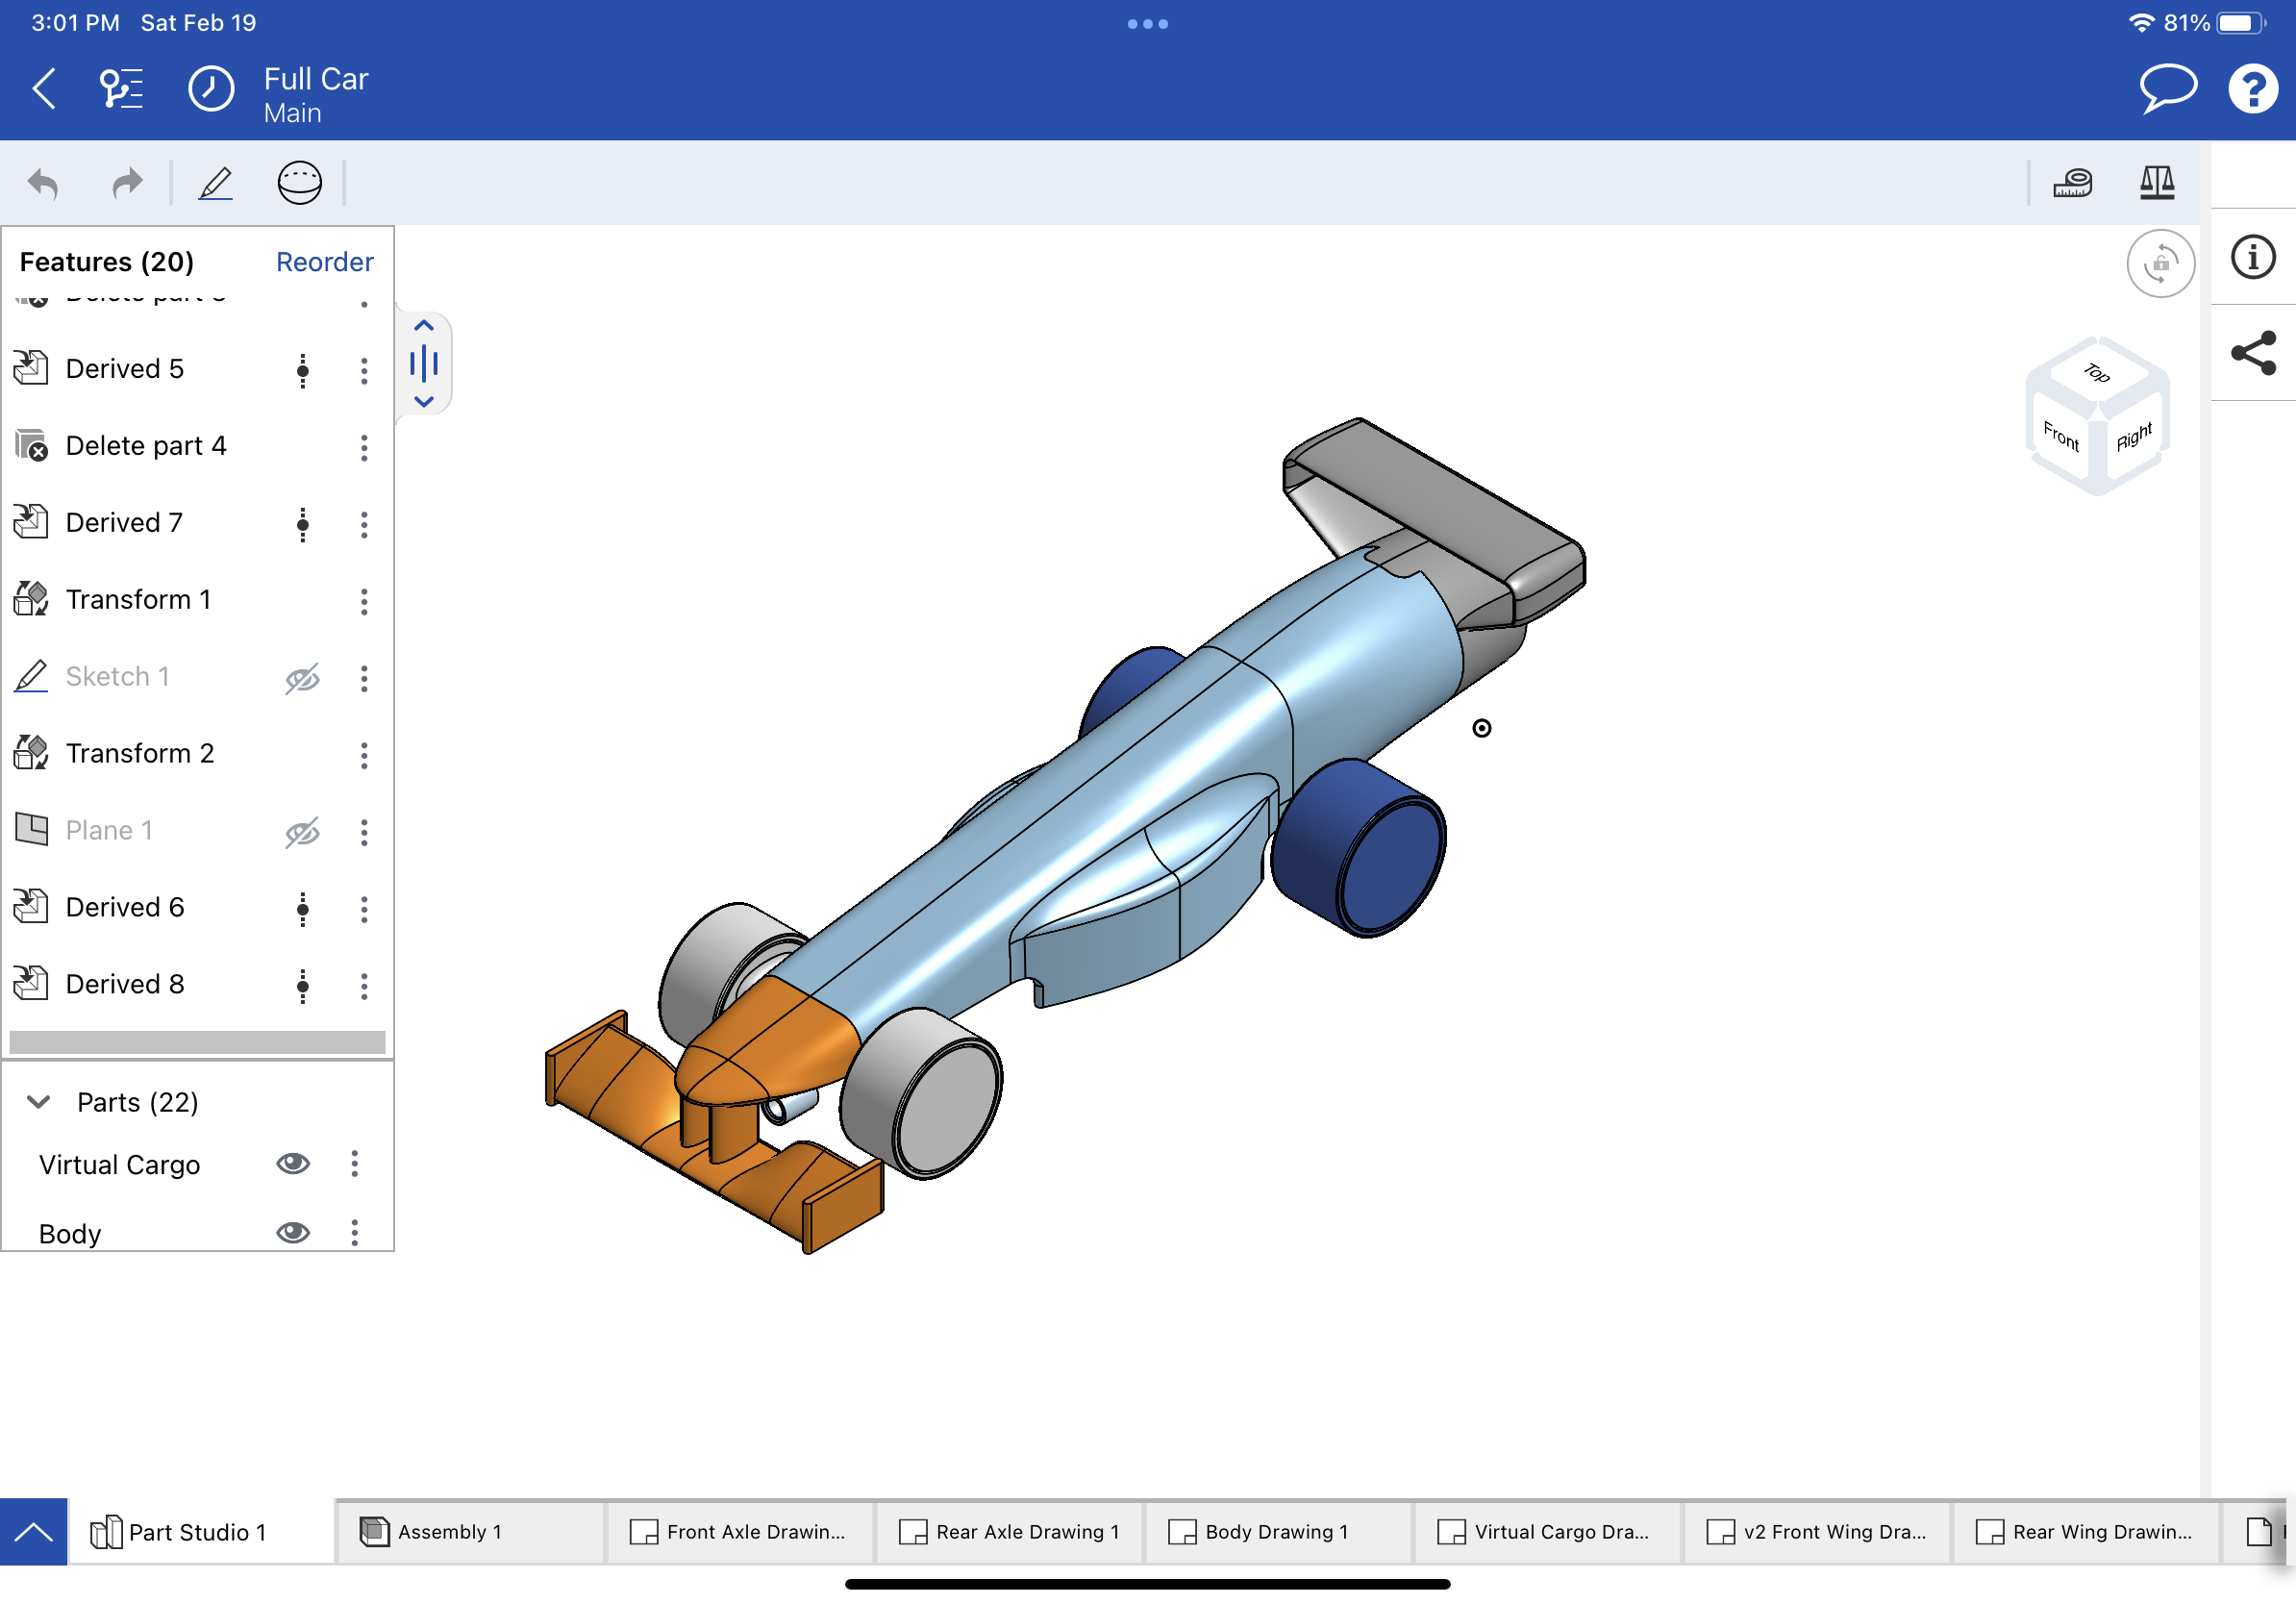 3:01 PM Sat Feb 19
81%
Full Car
Main
Features (20) Reorder
Derived 5
Delete part 4
Derived 7
Transform 1
Sketch 1
Transform 2
Plane 1
Derived 6
Derived 8
Parts (22)
Virtual Cargo
Body
Top
Front
Right
Part Studio 1
Assembly 1
Front Axle Drawin...
Rear Axle Drawing 1
Body Drawing 1
Virtual Cargo Dra...
v2 Front Wing Dra...
Rear Wing Drawin...